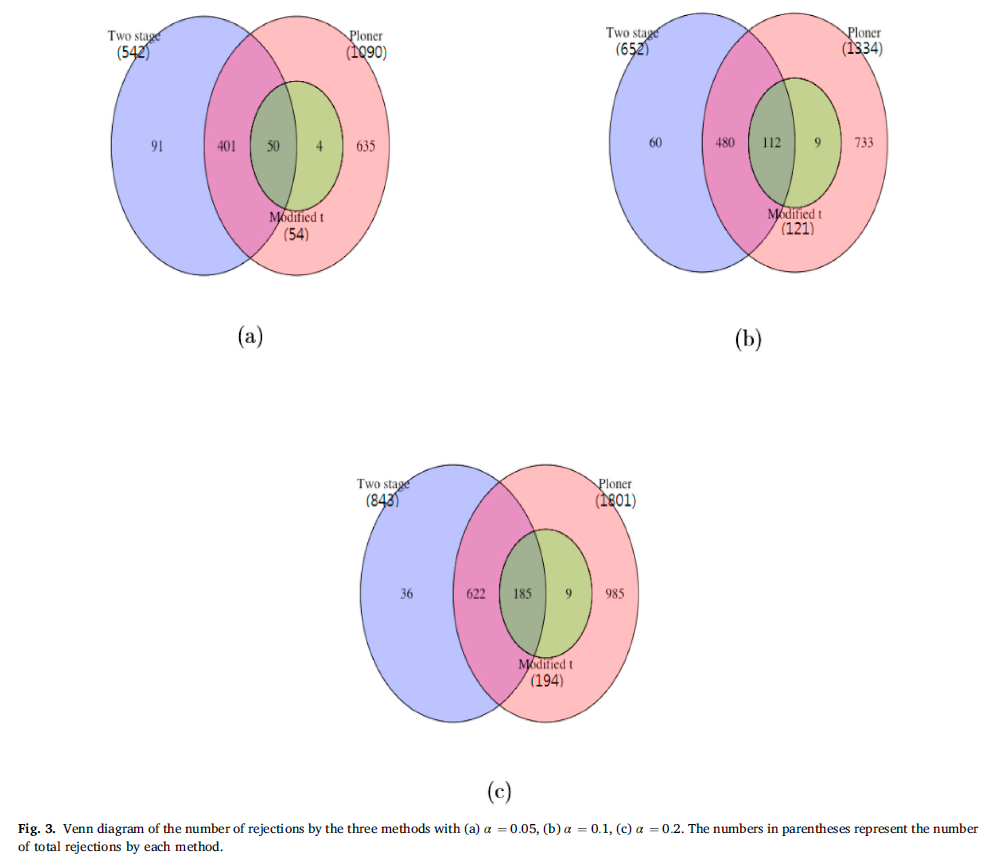 Two stage
(542)
Ploner
(1090)
91
401
50
4
635
Modified t
(54)
(a)
Two stage
(652)
Ploner
(1334)
60
480
112
9
733
Modified t
(121)
(b)
Two stage
(843)
Ploner
(1801)
36
622
185
9
985
Modified t
(194)
(c)
Fig. 3. Venn diagram of the number of rejections by the three methods with (a) α = 0.05, (b) α = 0.1, (c) α = 0.2. The numbers in parentheses represent the number
of total rejections by each method.